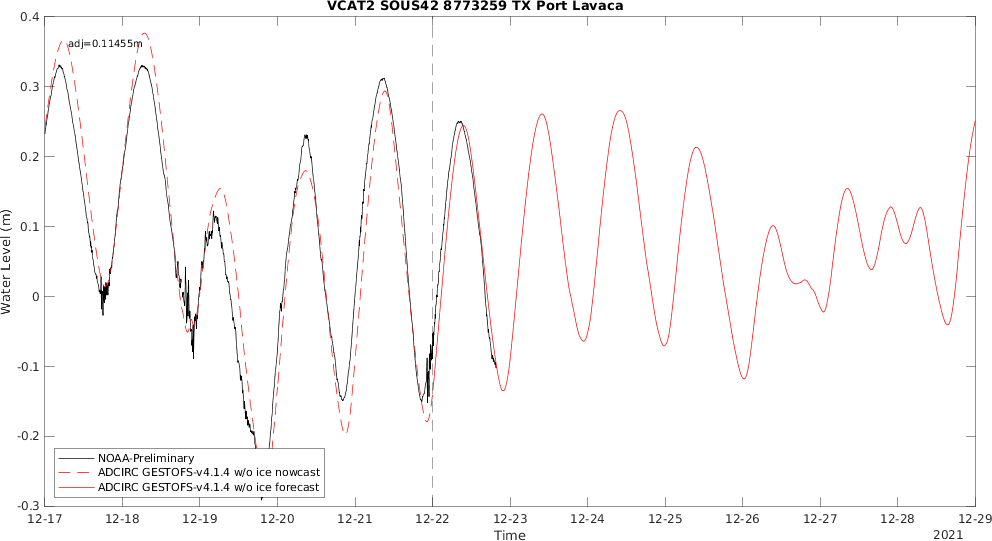 VCAT2 SOUS42 8773259 TX Port Lavaca
adj=0.11455m
Water Level (m)
0.4
0.3
0.2
0.1
0
-0.1
-0.2
-0.3
NOAA-Preliminary
ADCIRC GESTOFS-v4.1.4 w/o ice nowcast
ADCIRC GESTOFS-v4.1.4 w/o ice forecast
12-17 12-18 12-19 12-20 12-21 12-22 12-23 12-24 12-25 12-26 12-27 12-28 12-29
Time
2021